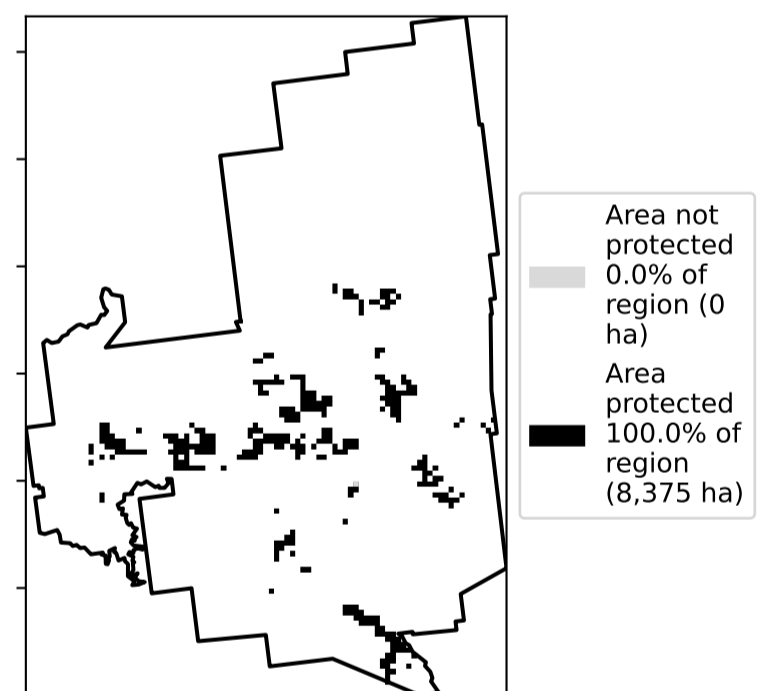 Area not
protected
0.0% of
region (0
ha)
Area
protected
100.0% of
region
(8,375 ha)